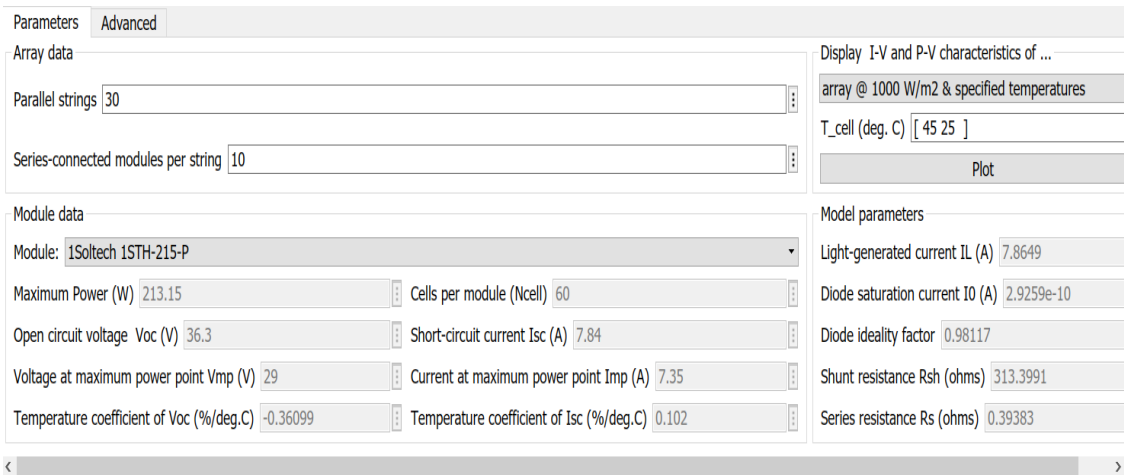 Parameters Advanced
Array data
Parallel strings 30
Series-connected modules per string 10
Display I-V and P-V characteristics of ...
array @ 1000 W/m2 & specified temperatures
T_cell (deg. C) [ 45 25 ]
Plot
Module data
Module: 1Soltech 1STH-215-P
Maximum Power (W) 213.15 Cells per module (Ncell) 60
Open circuit voltage Voc (V) 36.3 Short-circuit current Isc (A) 7.84
Voltage at maximum power point Vmp (V) 29 Current at maximum power point Imp (A) 7.35
Temperature coefficient of Voc (%/deg.C) -0.36099 Temperature coefficient of Isc (%/deg.C) 0.102
Model parameters
Light-generated current IL (A) 7.8649
Diode saturation current I0 (A) 2.9259e-10
Diode ideality factor 0.98117
Shunt resistance Rsh (ohms) 313.3991
Series resistance Rs (ohms) 0.39383